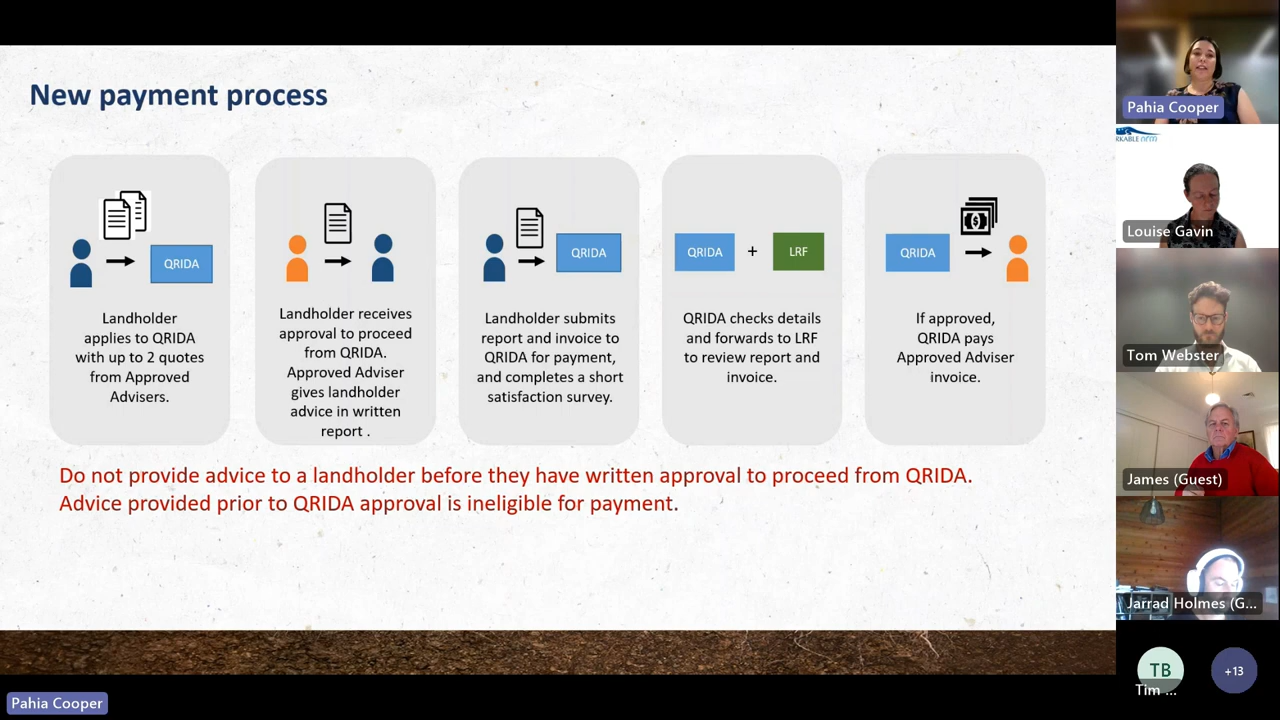 New payment process
QRIDA
Landholder
applies to QRIDA
with up to 2 quotes
from Approved
Advisers.
Landholder receives
approval to proceed
from QRIDA.
Approved Adviser
gives landholder
advice in written
report .
QRIDA
Landholder submits
report and invoice to
QRIDA for payment,
and completes a short
satisfaction survey.
QRIDA + LRF
QRIDA checks details
and forwards to LRF
to review report and
invoice.
QRIDA
$
If approved,
QRIDA pays
Approved Adviser
invoice.
Do not provide advice to a landholder before they have written approval to proceed from QRIDA.
Advice provided prior to QRIDA approval is ineligible for payment.
Pahia Cooper
Pahia Cooper
RKABLE nrm
Louise Gavin
Tom Webster
James (Guest)
Jarrad Holmes (G...
TB
Tim ...
+13